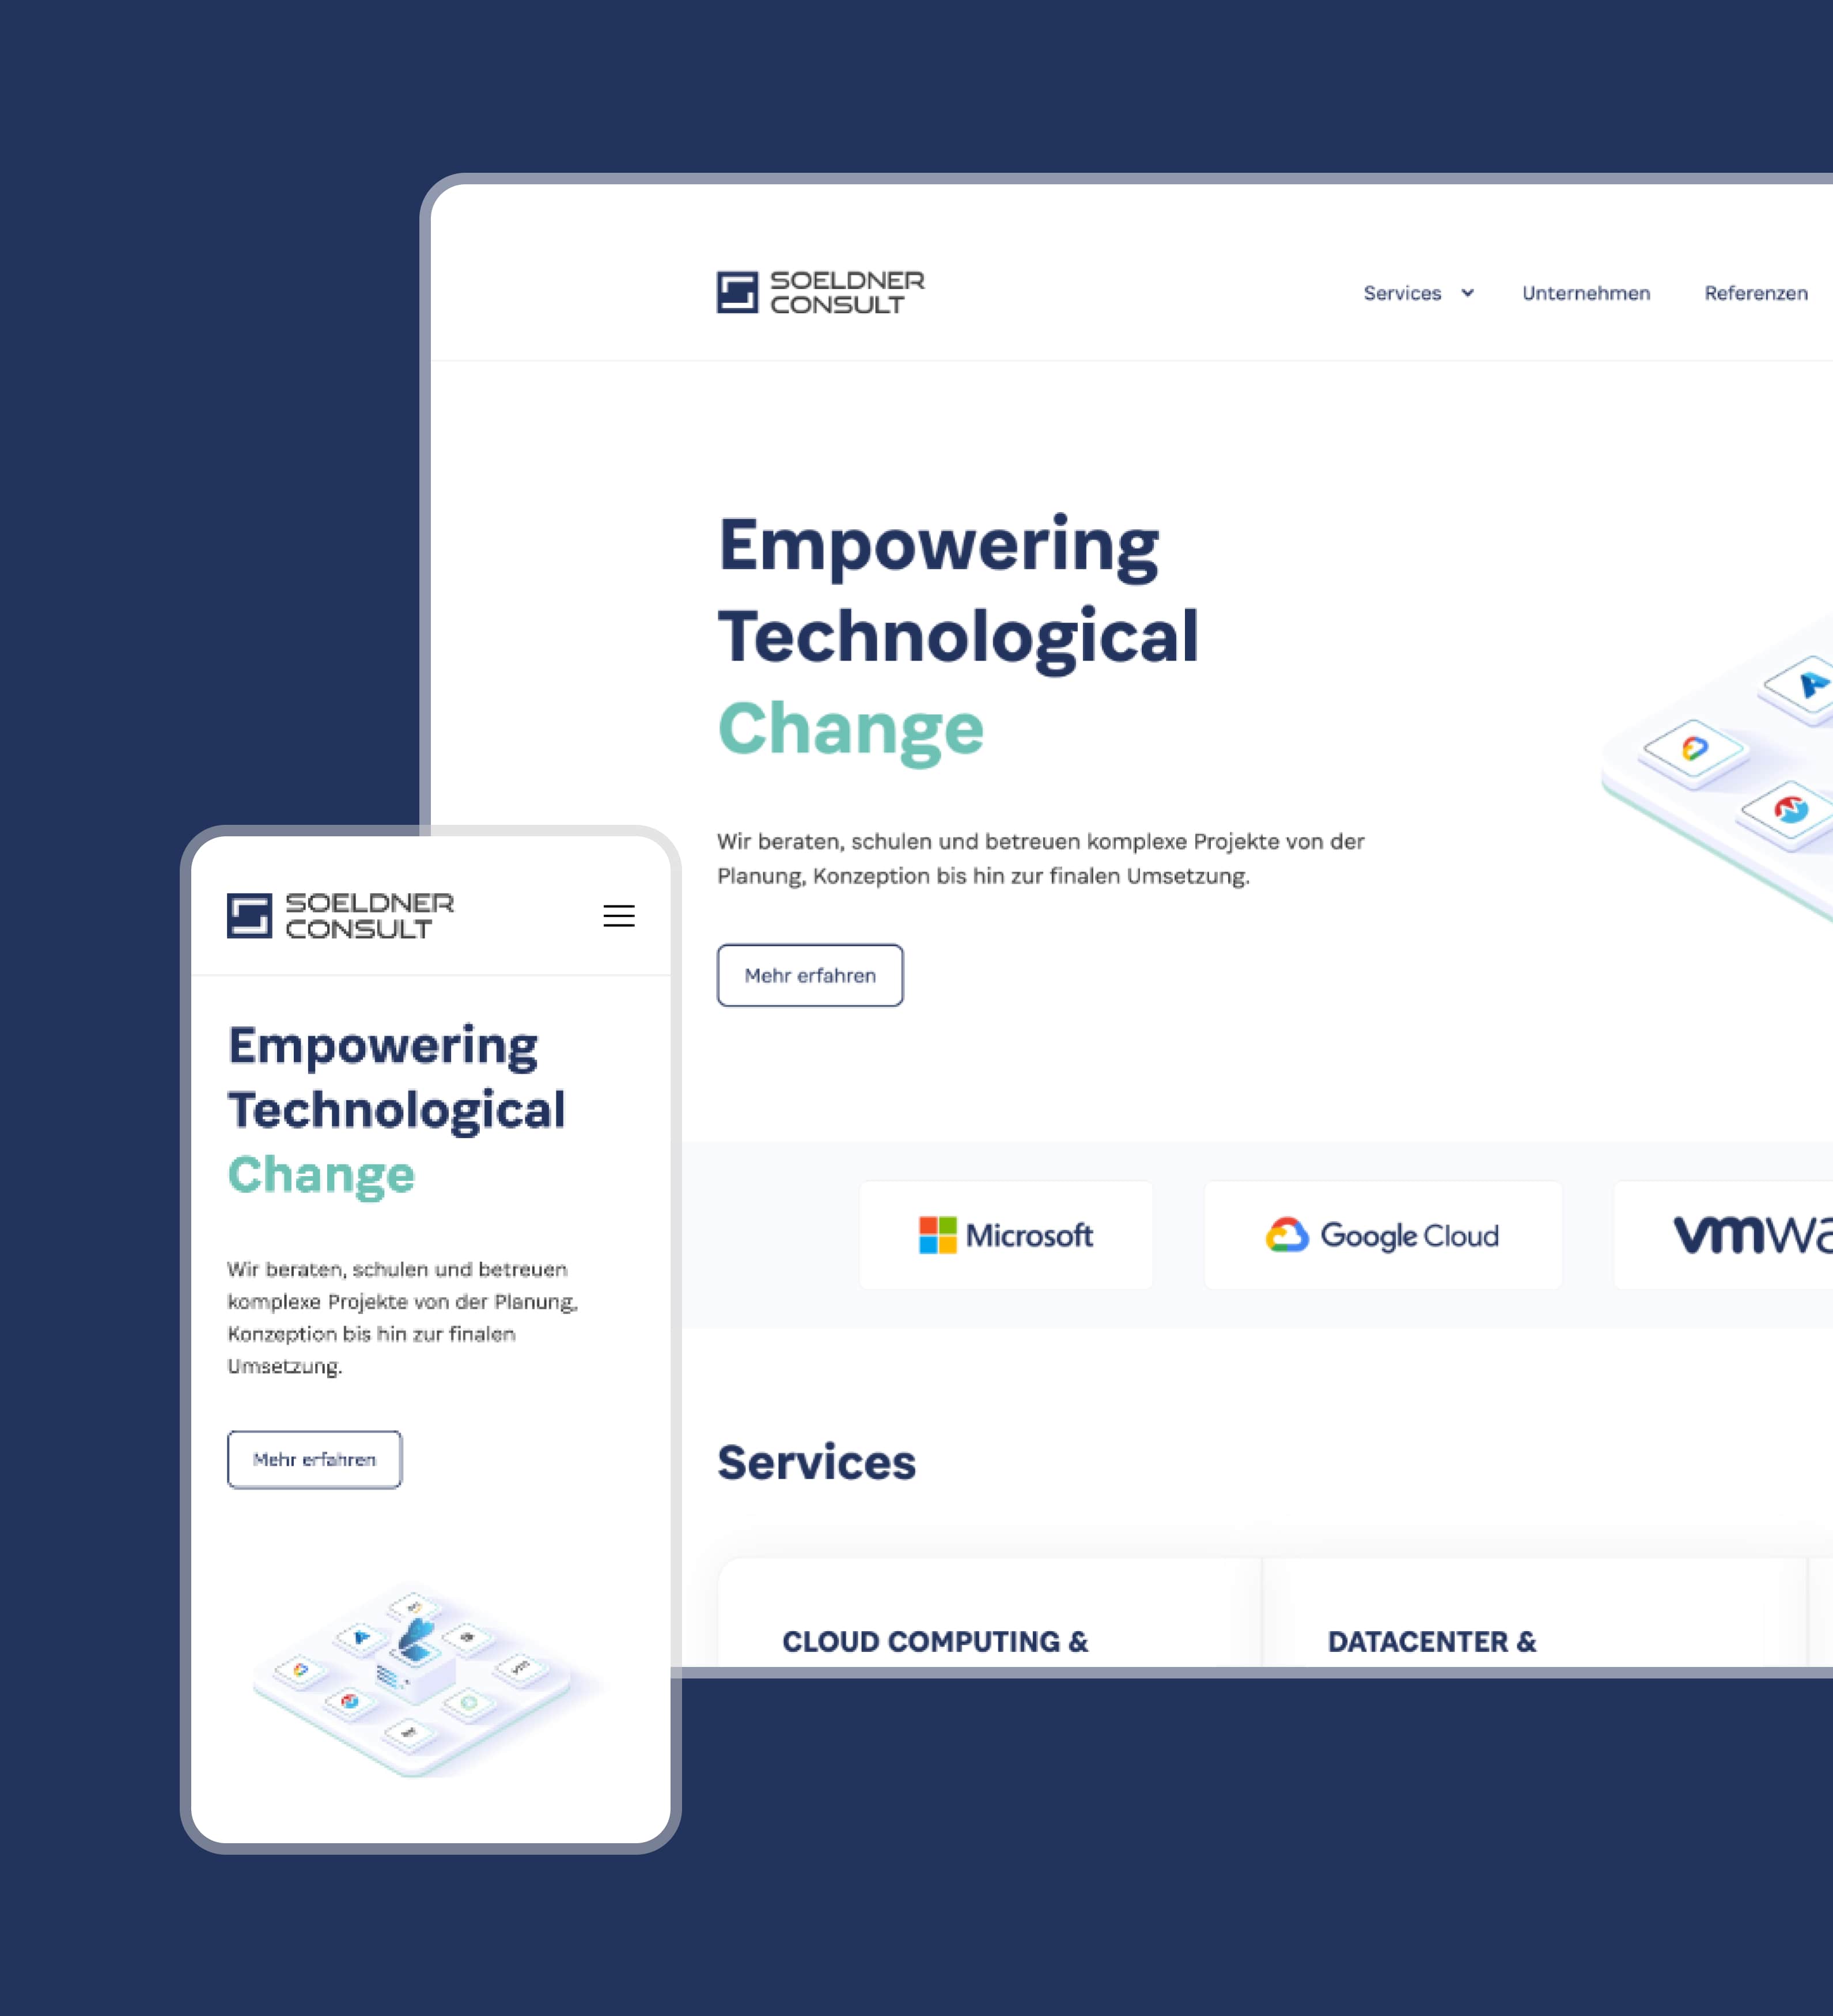 SOELDNER
CONSULT
Services
Unternehmen
Referenzen
Empowering
Technological
Change
Wir beraten, schulen und betreuen komplexe Projekte von der
Planung, Konzeption bis hin zur finalen Umsetzung.
Mehr erfahren
Microsoft
Google Cloud
Services
CLOUD COMPUTING &
DATACENTER &
SOELDNER
CONSULT
Empowering
Technological
Change
Wir beraten, schulen und betreuen
komplexe Projekte von der Planung,
Konzeption bis hin zur finalen
Umsetzung.
Mehr erfahren
vm